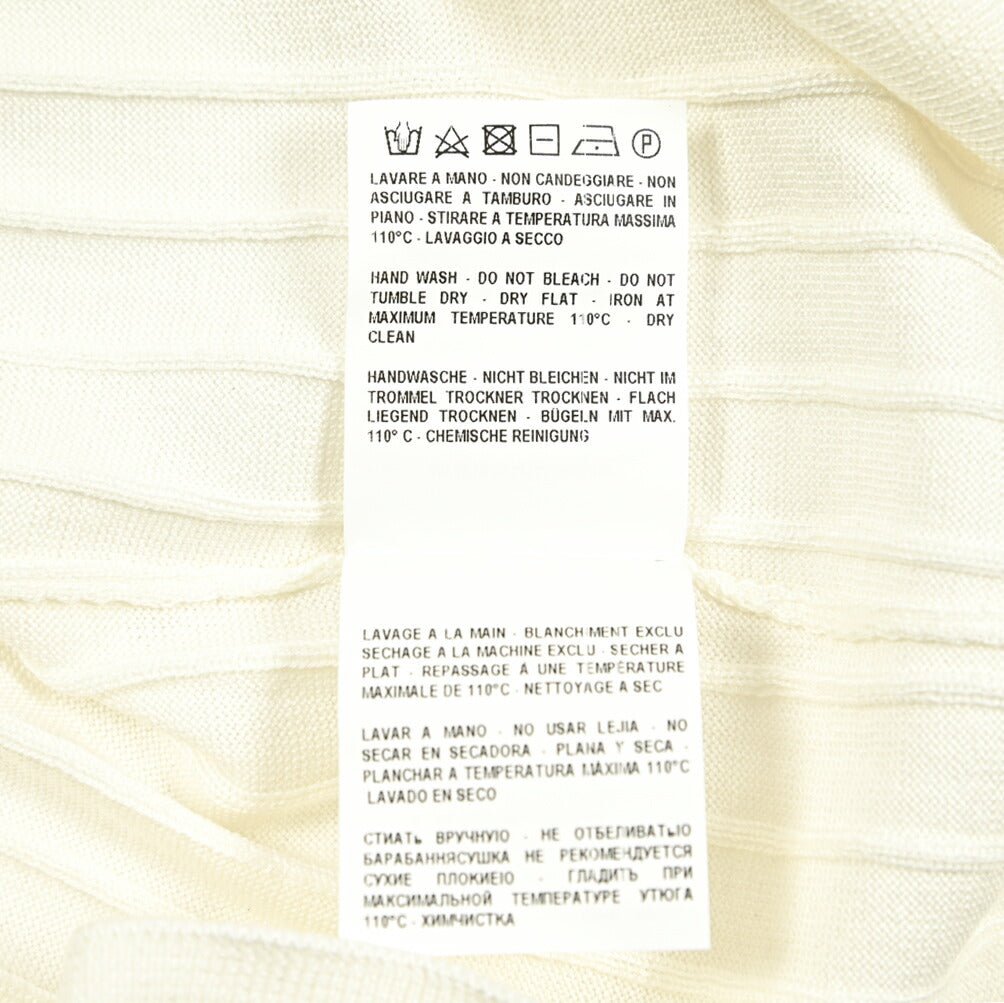 P
LAVARE A MANO - NON CANDEGGIARE - NON
ASCIUGARE A TAMBURO - ASCIUGARE IN
PIANO - STIRARE A TEMPERATURA MASSIMA
110°C - LAVAGGIO A SECCO
HAND WASH - DO NOT BLEACH - DO NOT
TUMBLE DRY - DRY FLAT - IRON AT
MAXIMUM TEMPERATURE 110°C - DRY
CLEAN
HANDWASCHE - NICHT BLEICHEN - NICHT IM
TROMMEL TROCKNER TROCKNEN - FLACH
LIEGEND TROCKNEN - BÜGELN MIT MAX.
110° C - CHEMISCHE REINIGUNG
LAVAGE A LA MAIN - BLANCHIMENT EXCLU
SECHAGE A LA MACHINE EXCLU - SECHER A
PLAT - REPASSAGE Á UNE TEMPÉRATURE
MAXIMALE DE 110°C - NETTOYAGE A SEC
LAVAR A MANO - NO USAR LEJIA - NO
SECAR EN SECADORA - PLANA Y SECA -
PLANCHAR A TEMPERATURA MÁXIMA 110°C
LAVADO EN SECO
СТИАТЬ ВРУЧНУЮ - НЕ ОТБЕЛИВАТЬЮ
БАРАБАННЯСУШКА НЕ РЕКОМЕНДУЕТСЯ
СУХИЕ ПЛОКИЕЮ - ГЛАДИТЬ ПРИ
МАКСИМАЛЬНОЙ ТЕМПЕРАТУРЕ УТЮГА
110°C - ХИМЧИСТКА